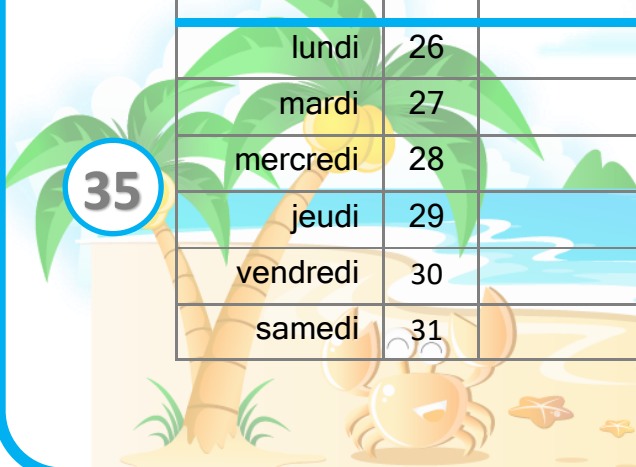 lundi 26
mardi 27
mercredi 28
35
jeudi 29
vendredi 30
samedi 31